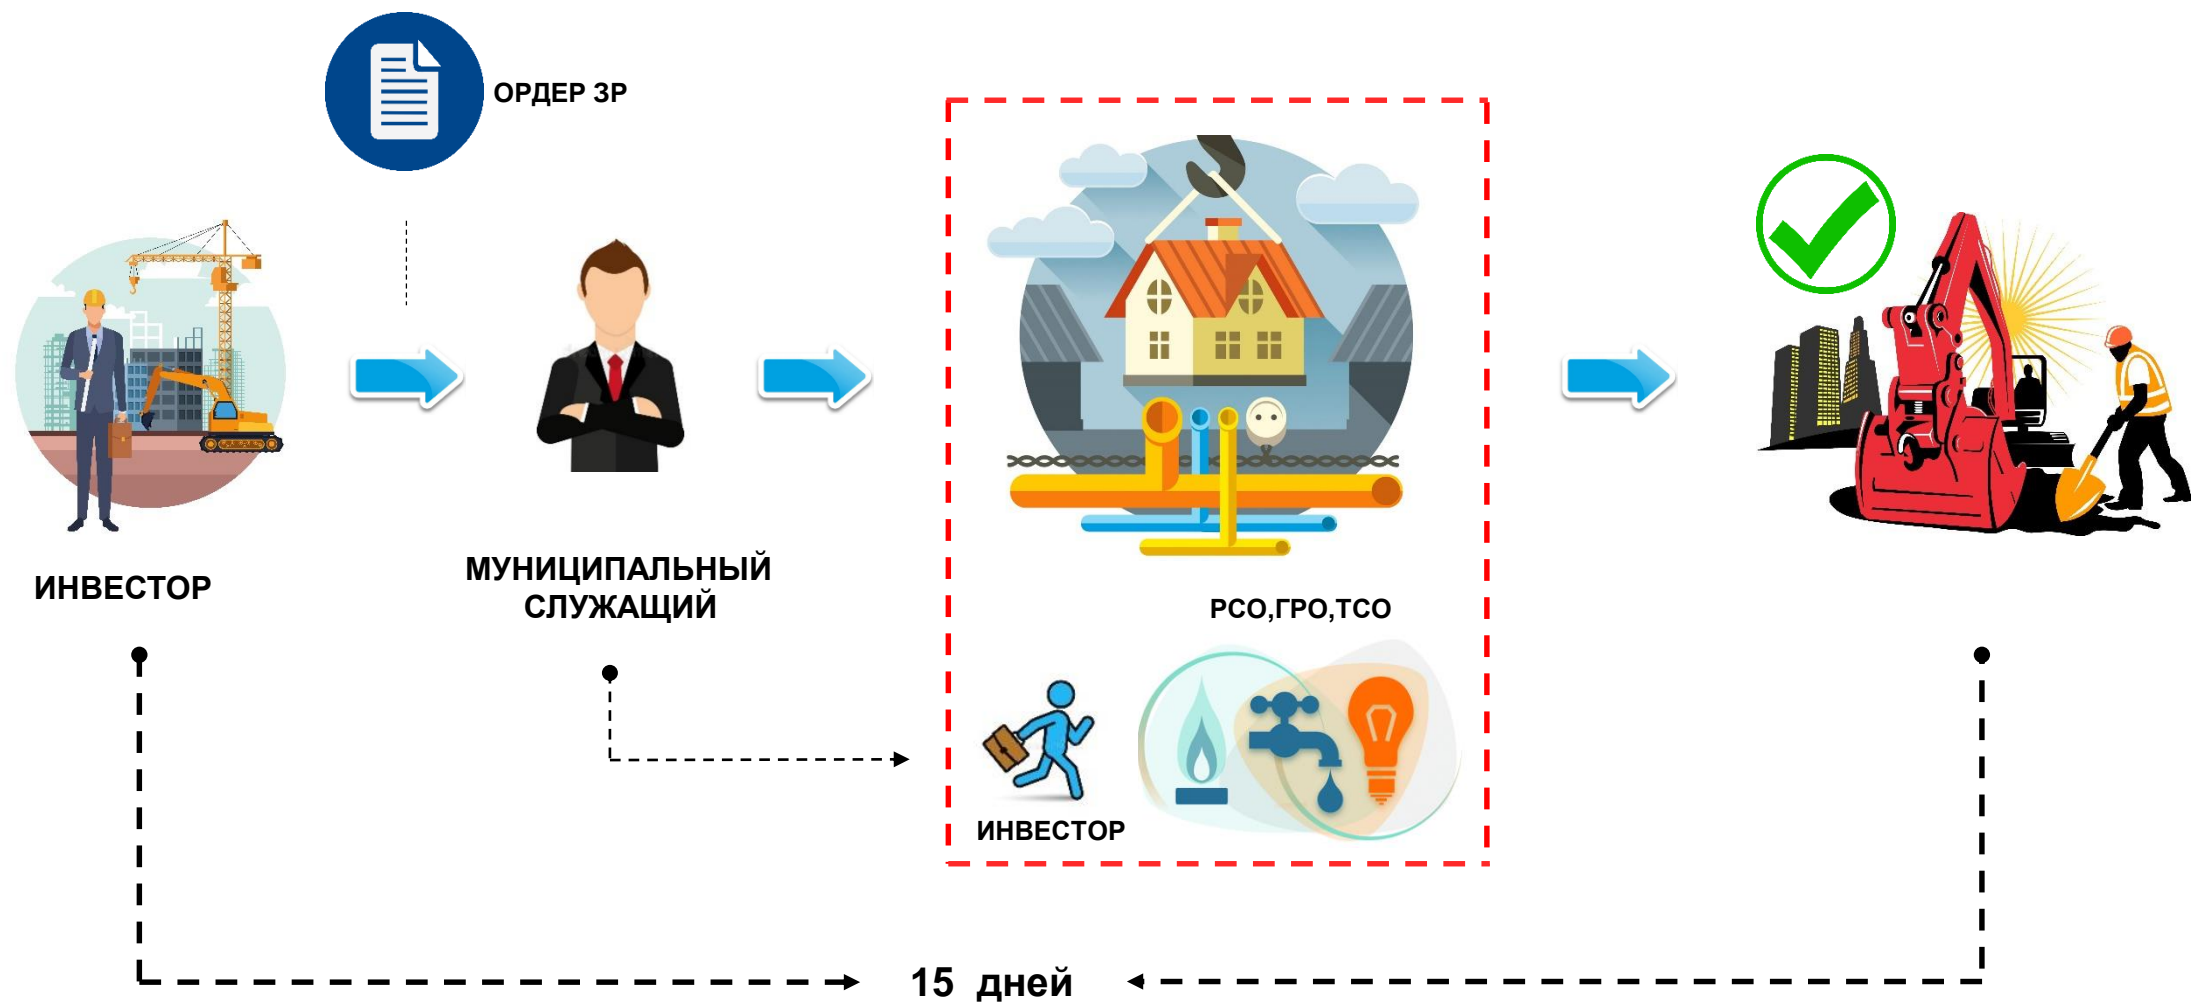 ОРДЕР ЗР
ИНВЕСТОР
МУНИЦИПАЛЬНЫЙ
СЛУЖАЩИЙ
РСО,ГРО,ТСО
ИНВЕСТОР
15 дней